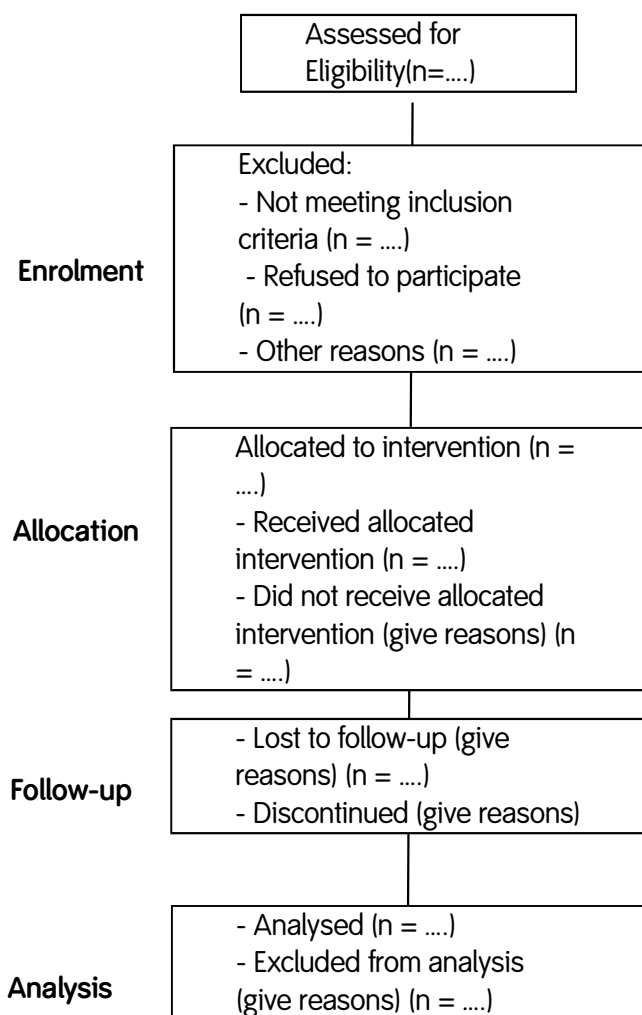 Assessed for
Eligibility(n=....)
Excluded:
- Not meeting inclusion
criteria (n = ....)
Enrolment
- Refused to participate
(n = ....)
- Other reasons (n = ....)
Allocated to intervention (n =
....)
Allocation
- Received allocated
intervention (n = ....)
- Did not receive allocated
intervention (give reasons) (n
= ....)
Follow-up
- Lost to follow-up (give
reasons) (n = ....)
- Discontinued (give reasons)
Analysis
- Analysed (n = ....)
- Excluded from analysis
(give reasons) (n = ....)